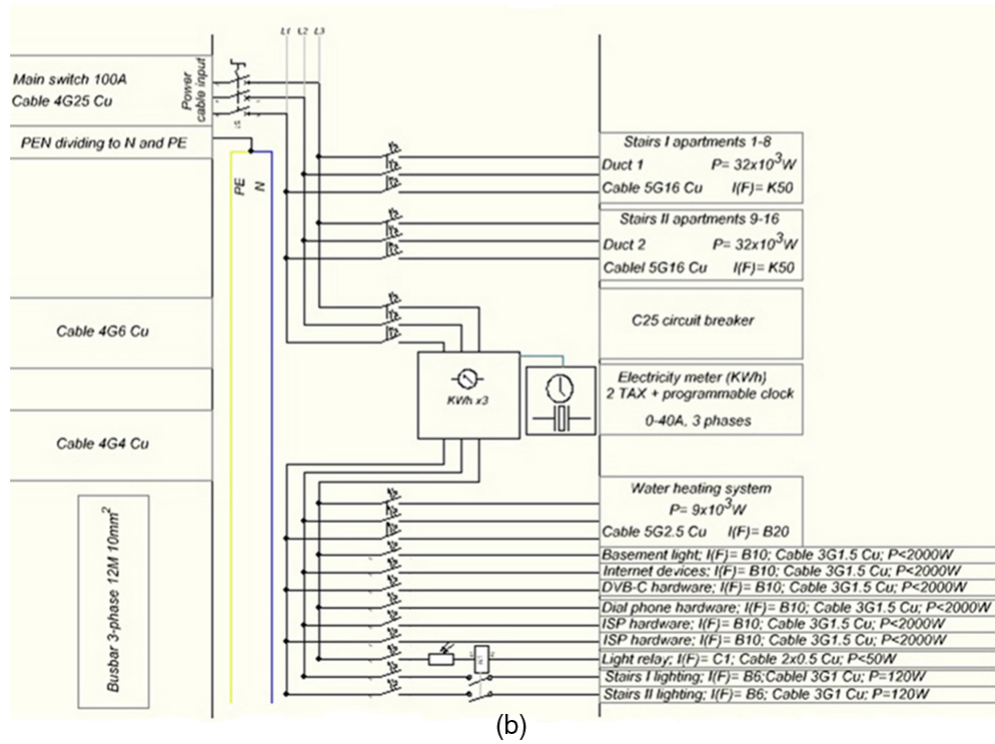 L1 L2 L3
Main switch 100A
Cable 4G25 Cu
Power
cable input
PEN dividing to N and PE
PE
N
Stairs I apartments 1-8
Duct 1 P= 32x10³W
Cable 5G16 Cu I(F)= K50
Stairs II apartments 9-16
Duct 2 P= 32x10³W
Cablel 5G16 Cu I(F)= K50
Cable 4G6 Cu
C25 circuit breaker
KWh x3
Electricity meter (KWh)
2 TAX + programmable clock
0-40A, 3 phases
Cable 4G4 Cu
Busbar 3-phase 12M 10mm²
Water heating system
P= 9x10³W
Cable 5G2.5 Cu I(F)= B20
Basement light; I(F)= B10; Cable 3G1.5 Cu; P<2000W
Internet devices; I(F)= B10; Cable 3G1.5 Cu; P<2000W
DVB-C hardware; I(F)= B10; Cable 3G1.5 Cu; P<2000W
Dial phone hardware; I(F)= B10; Cable 3G1.5 Cu; P<2000W
ISP hardware; I(F)= B10; Cable 3G1.5 Cu; P<2000W
ISP hardware; I(F)= B10; Cable 3G1.5 Cu; P<2000W
Light relay; I(F)= C1; Cable 2x0.5 Cu; P<50W
Stairs I lighting; I(F)= B6;Cablel 3G1 Cu; P=120W
Stairs II lighting; I(F)= B6; Cable 3G1 Cu; P=120W
(b)